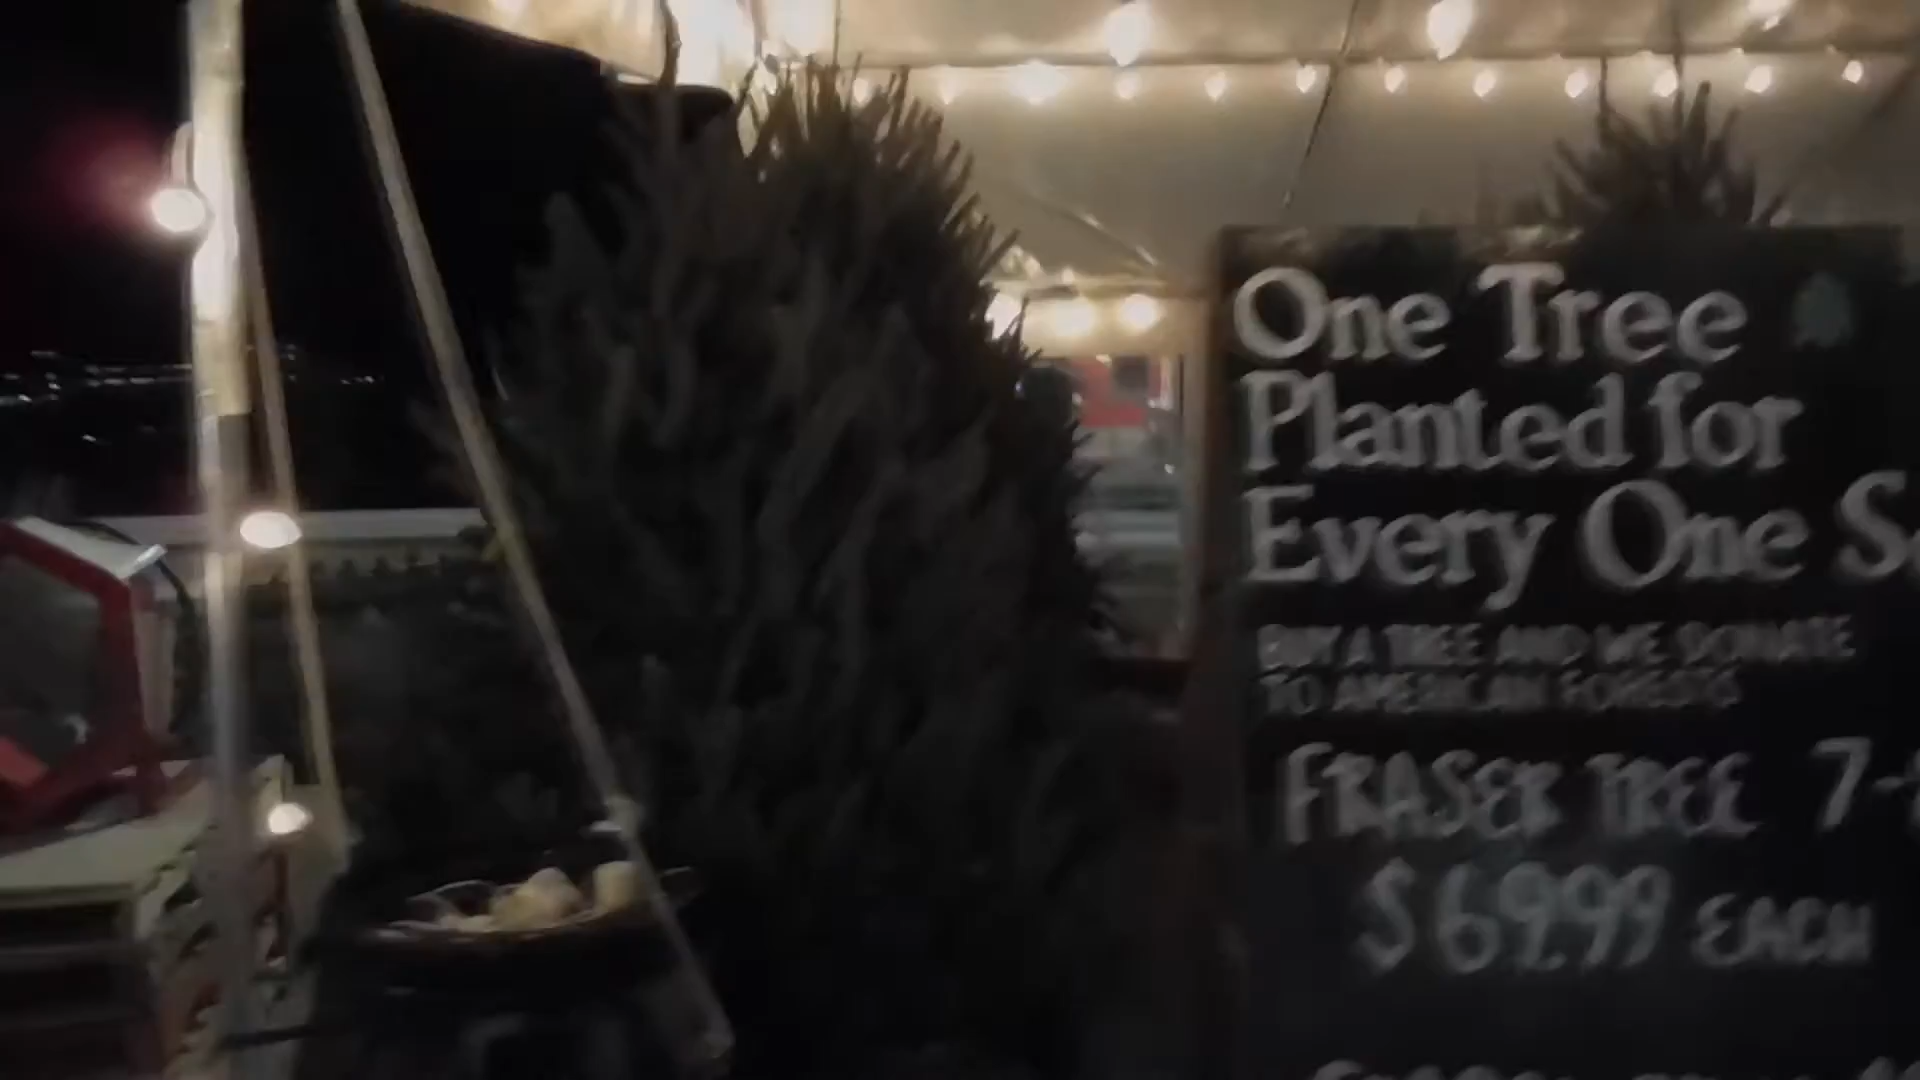 One Tree
Planted for
Every One
BUY A TREE AND WE DONATE
TO AMERICAN FORESTS
FRASER TREE 7-
$69.99 EACH